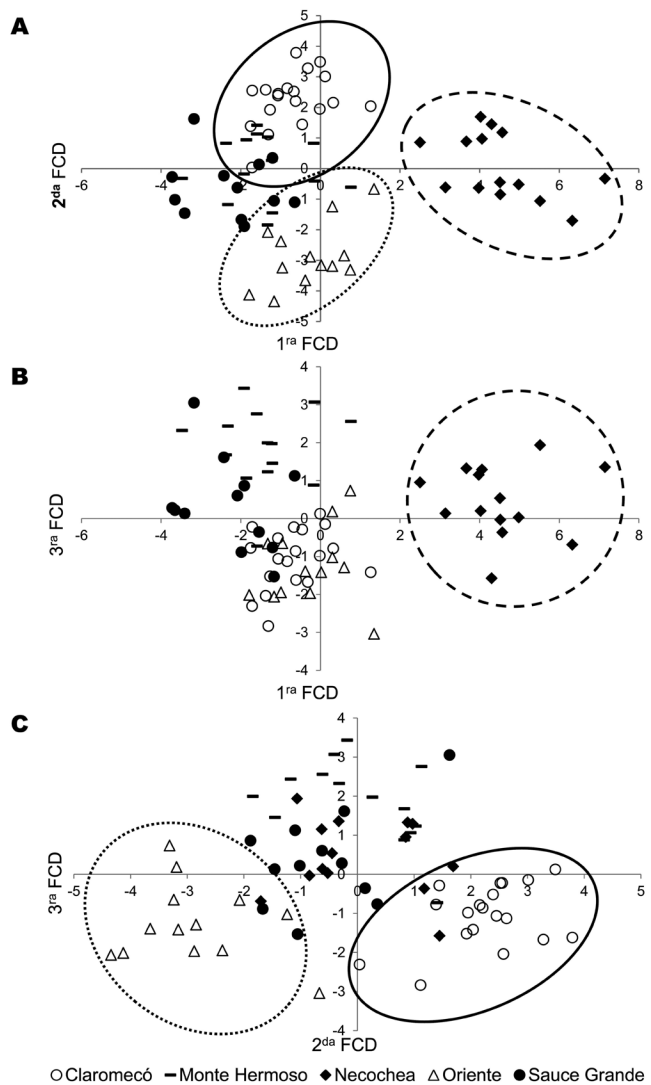 A
5
4
3
2
1
0
-1
-2
-3
-4
-5
-6 -4 -2 0 2 4 6 8
2da FCD
1ra FCD
B
4
3
2
1
0
-1
-2
-3
-4
-6 -4 -2 0 2 4 6 8
3ra FCD
1ra FCD
C
4
3
2
1
0
-1
-2
-3
-4
-5 -4 -3 -2 -1 0 1 2 3 4 5
3ra FCD
2da FCD
Claromecó Monte Hermoso Necochea Oriente Sauce Grande